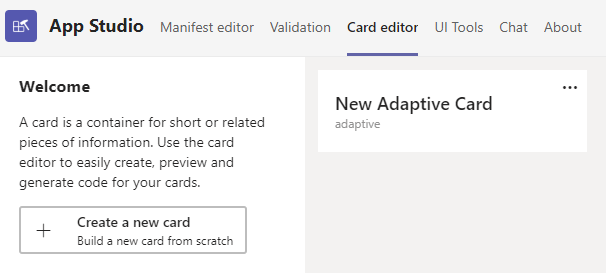 App Studio Manifest editor Validation Card editor UI Tools Chat About
Welcome
A card is a container for short or related
pieces of information. Use the card
editor to easily create, preview and
generate code for your cards.
Create a new card
Build a new card from scratch
New Adaptive Card
adaptive